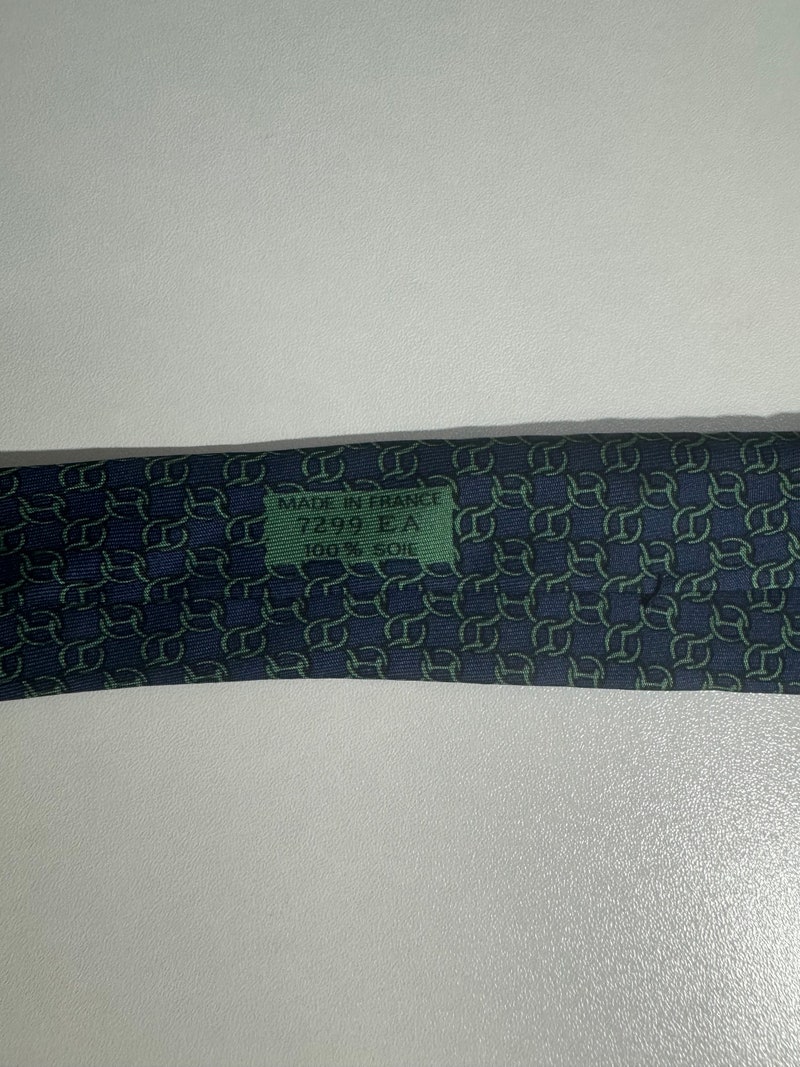 MADE IN FRANCE
7299 EA
100% SOIE